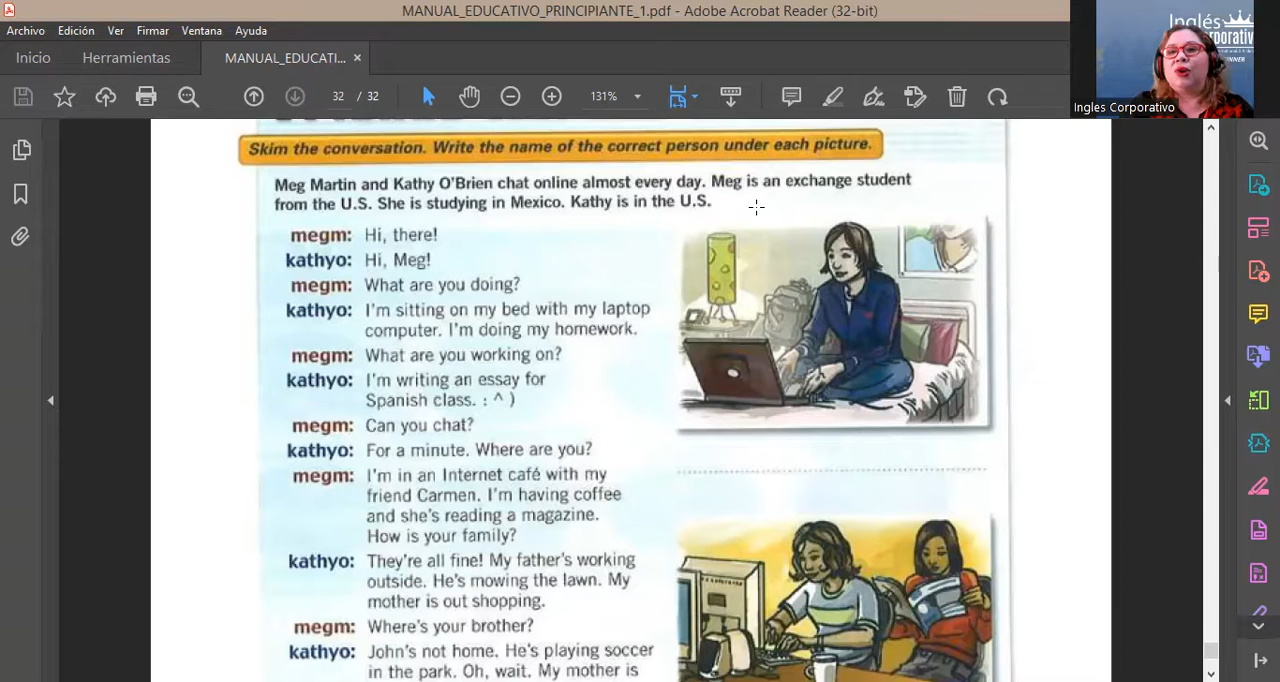 MANUAL_EDUCATIVO_PRINCIPIANTE_1.pdf - Adobe Acrobat Reader (32-bit)
Archivo Edición Ver Firmar Ventana Ayuda
Inicio Herramientas MANUAL_EDUCATI... ×
32 / 32 131%
Inglés
Ingles Corporativo
Skim the conversation. Write the name of the correct person under each picture.
Meg Martin and Kathy O'Brien chat online almost every day. Meg is an exchange student
from the U.S. She is studying in Mexico. Kathy is in the U.S.
megm: Hi, there!
kathyo: Hi, Meg!
megm: What are you doing?
kathyo: I'm sitting on my bed with my laptop
computer. I'm doing my homework.
megm: What are you working on?
kathyo: I'm writing an essay for
Spanish class. : ^ )
megm: Can you chat?
kathyo: For a minute. Where are you?
megm: I'm in an Internet café with my
friend Carmen. I'm having coffee
and she's reading a magazine.
How is your family?
kathyo: They're all fine! My father's working
outside. He's mowing the lawn. My
mother is out shopping.
megm: Where's your brother?
kathyo: John's not home. He's playing soccer
in the park. Oh, wait. My mother is